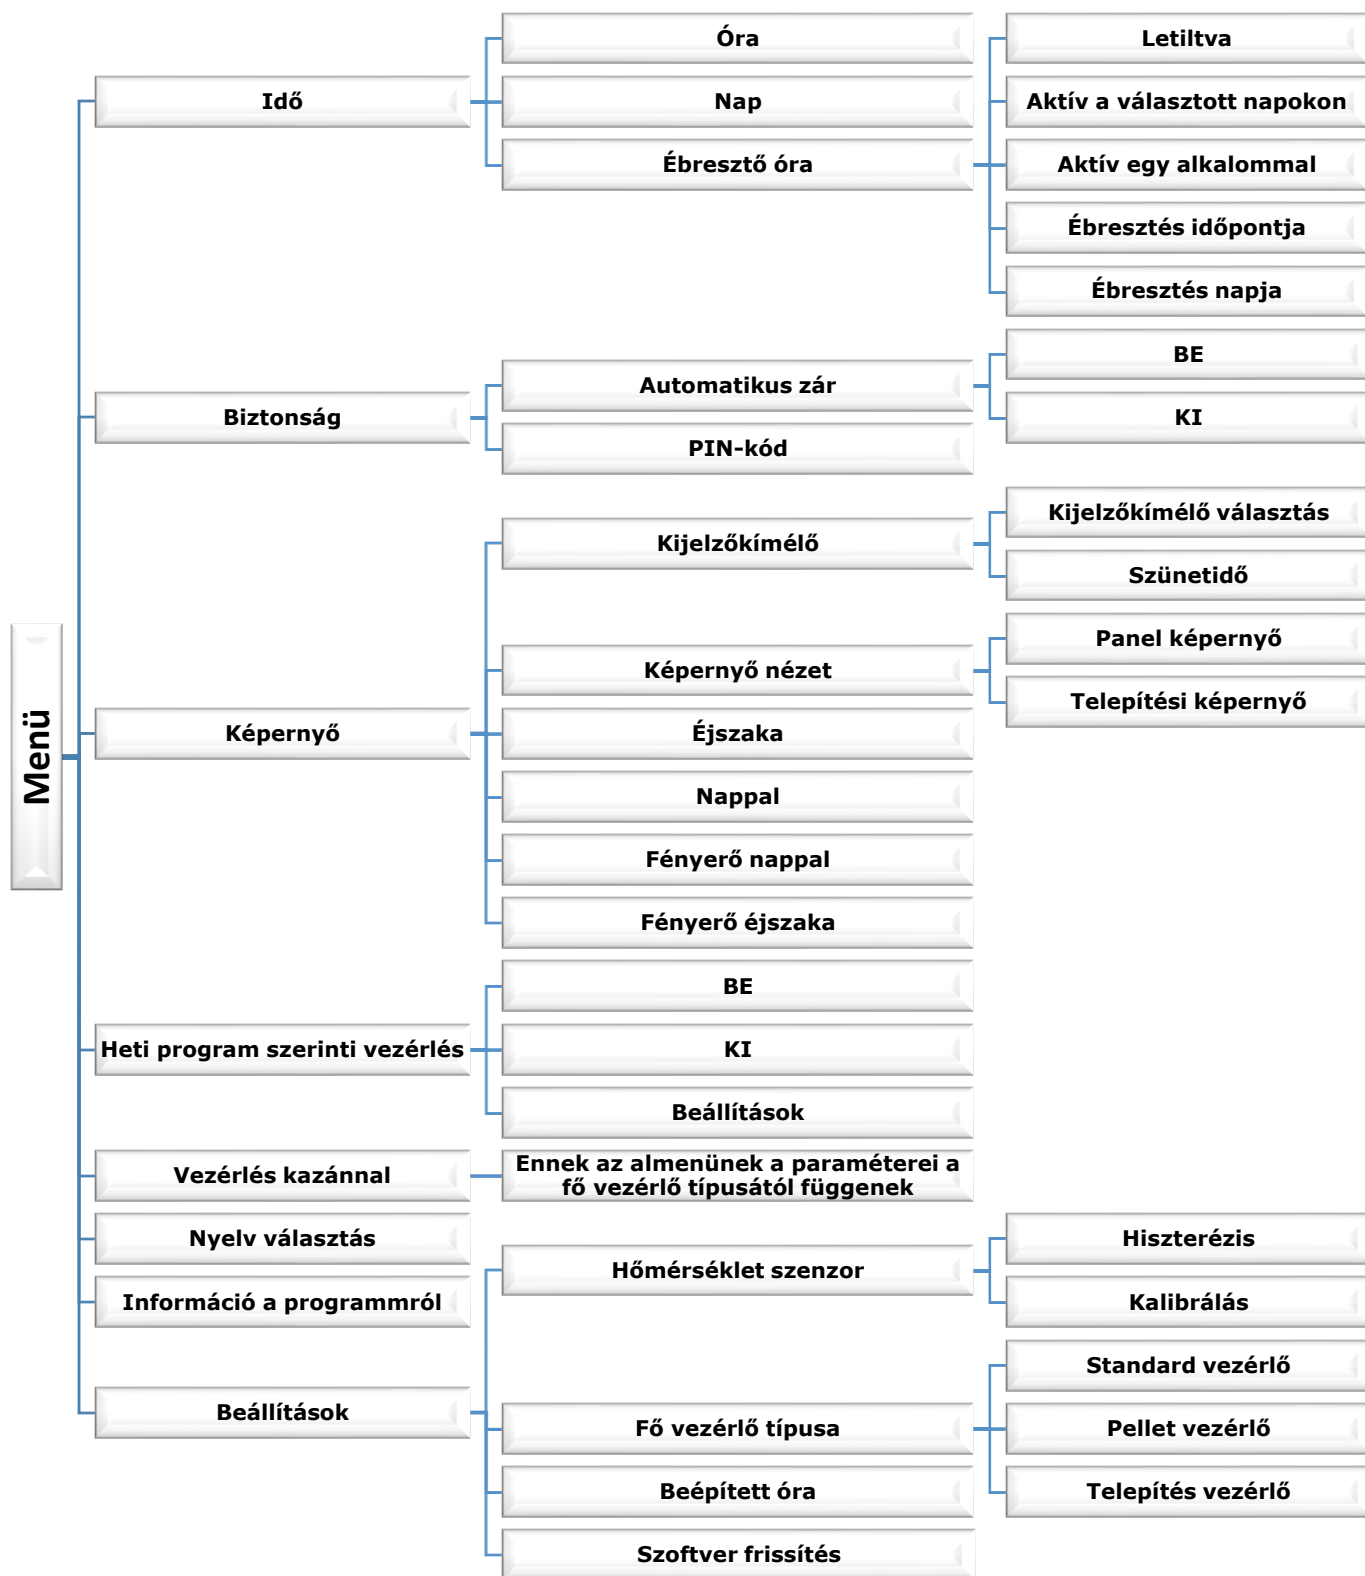 Menü
Idő
Óra
Nap
Ébresztő óra
Letiltva
Aktív a választott napokon
Aktív egy alkalommal
Ébresztés időpontja
Ébresztés napja
Biztonság
Automatikus zár
BE
KI
PIN-kód
Képernyő
Kijelzőkímélő
Kijelzőkímélő választás
Szünetidő
Képernyő nézet
Panel képernyő
Telepítési képernyő
Éjszaka
Nappal
Fényerő nappal
Fényerő éjszaka
Heti program szerinti vezérlés
BE
KI
Beállítások
Vezérlés kazánnal
Ennek az almenünek a paraméterei a
fő vezérlő típusától függenek
Nyelv választás
Információ a programmról
Beállítások
Hőmérséklet szenzor
Hiszterézis
Kalibrálás
Fő vezérlő típusa
Standard vezérlő
Pellet vezérlő
Telepítés vezérlő
Beépített óra
Szoftver frissítés